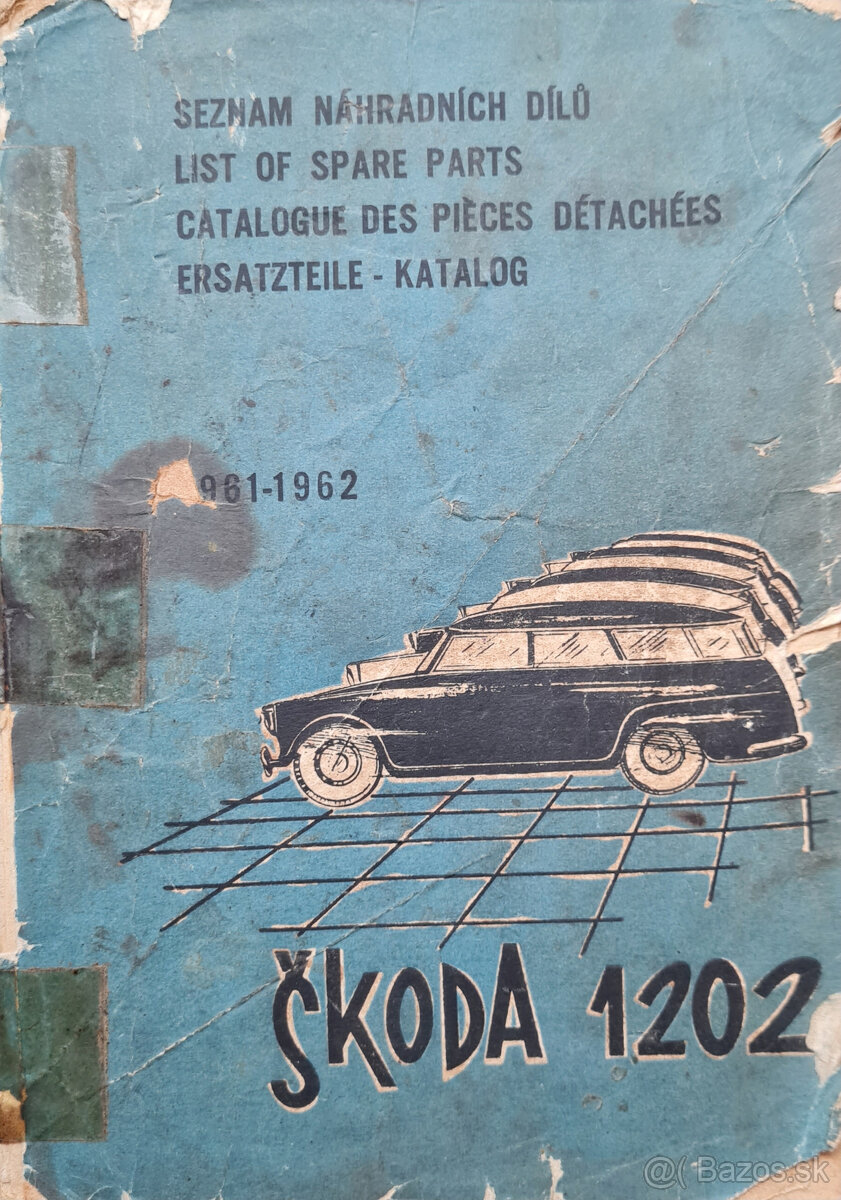 SEZNAM NÁHRADNÍCH DÍLŮ
LIST OF SPARE PARTS
CATALOGUE DES PIÈCES DÉTACHÉES
ERSATZTEILE - KATALOG
961-1962
ŠKODA 1202
@( Bazos.sk